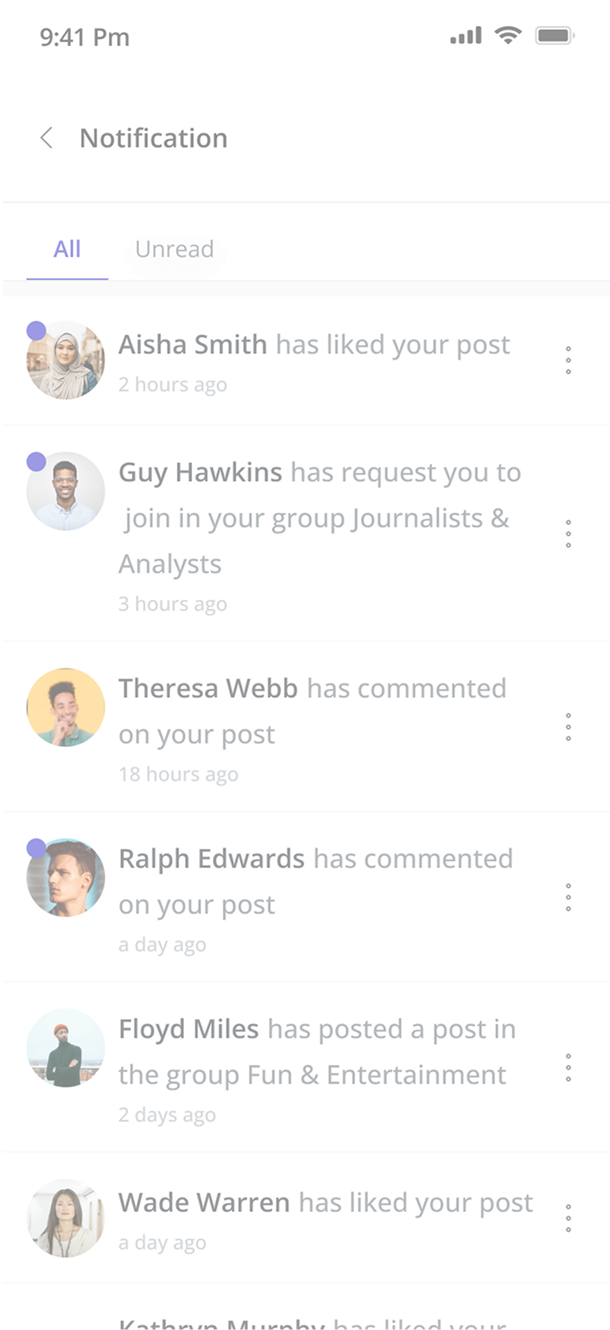 9:41 Pm
Notification
All
Unread
Aisha Smith has liked your post
2 hours ago
Guy Hawkins has request you to
join in your group Journalists &
Analysts
3 hours ago
Theresa Webb has commented
on your post
18 hours ago
Ralph Edwards has commented
on your post
a day ago
Floyd Miles has posted a post in
the group Fun & Entertainment
2 days ago
Wade Warren has liked your post
a day ago
Kathryn Murphy has liked your